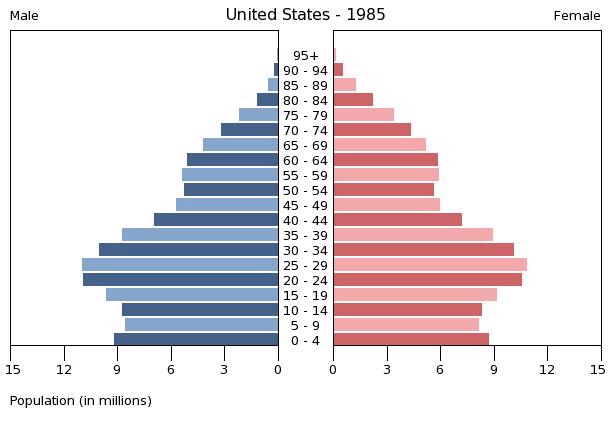 United States - 1985
Male
Female
95+
90 - 94
85 - 89
80 - 84
75 - 79
70 - 74
65 - 69
60 - 64
55 - 59
50 - 54
45 - 49
40 - 44
35 - 39
30 - 34
25 - 29
20 - 24
15 - 19
10 - 14
5 - 9
0 - 4
15 12 9 6 3 0 0 3 6 9 12 15
Population (in millions)